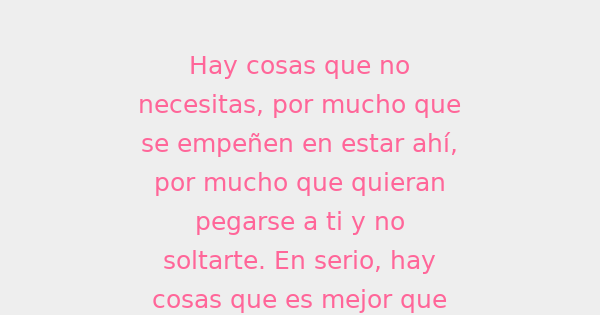 Hay cosas que no
necesitas, por mucho que
se empeñen en estar ahí,
por mucho que quieran
pegarse a ti y no
soltarte. En serio, hay
cosas que es mejor que